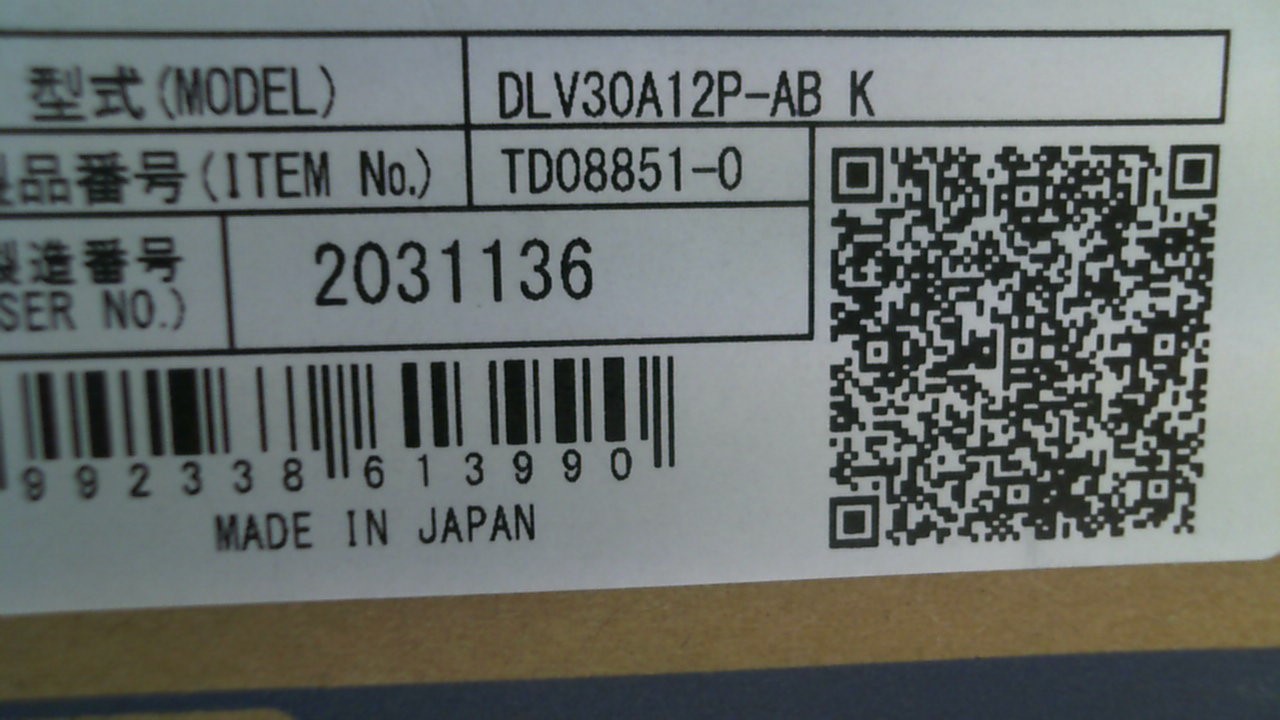 型式(MODEL) DLV30A12P-AB K
品番号(ITEM No.) TD08851-0
製造番号 2031136
SER NO.)
992338 613990
MADE IN JAPAN